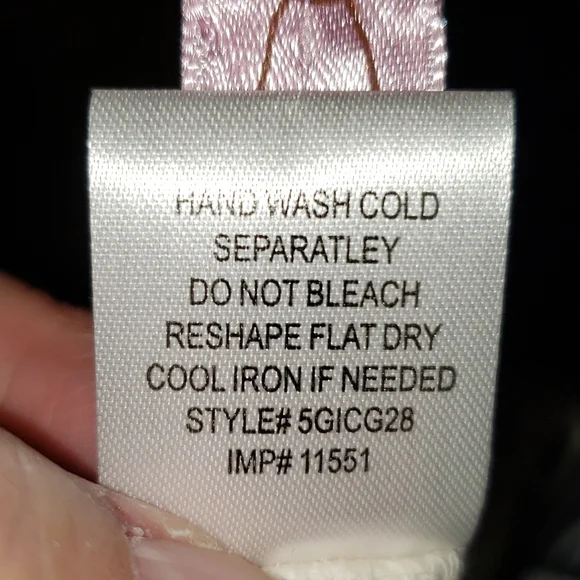 HAND WASH COLD
SEPARATLEY
DO NOT BLEACH
RESHAPE FLAT DRY
COOL IRON IF NEEDED
STYLE# 5GICG28
IMP# 11551